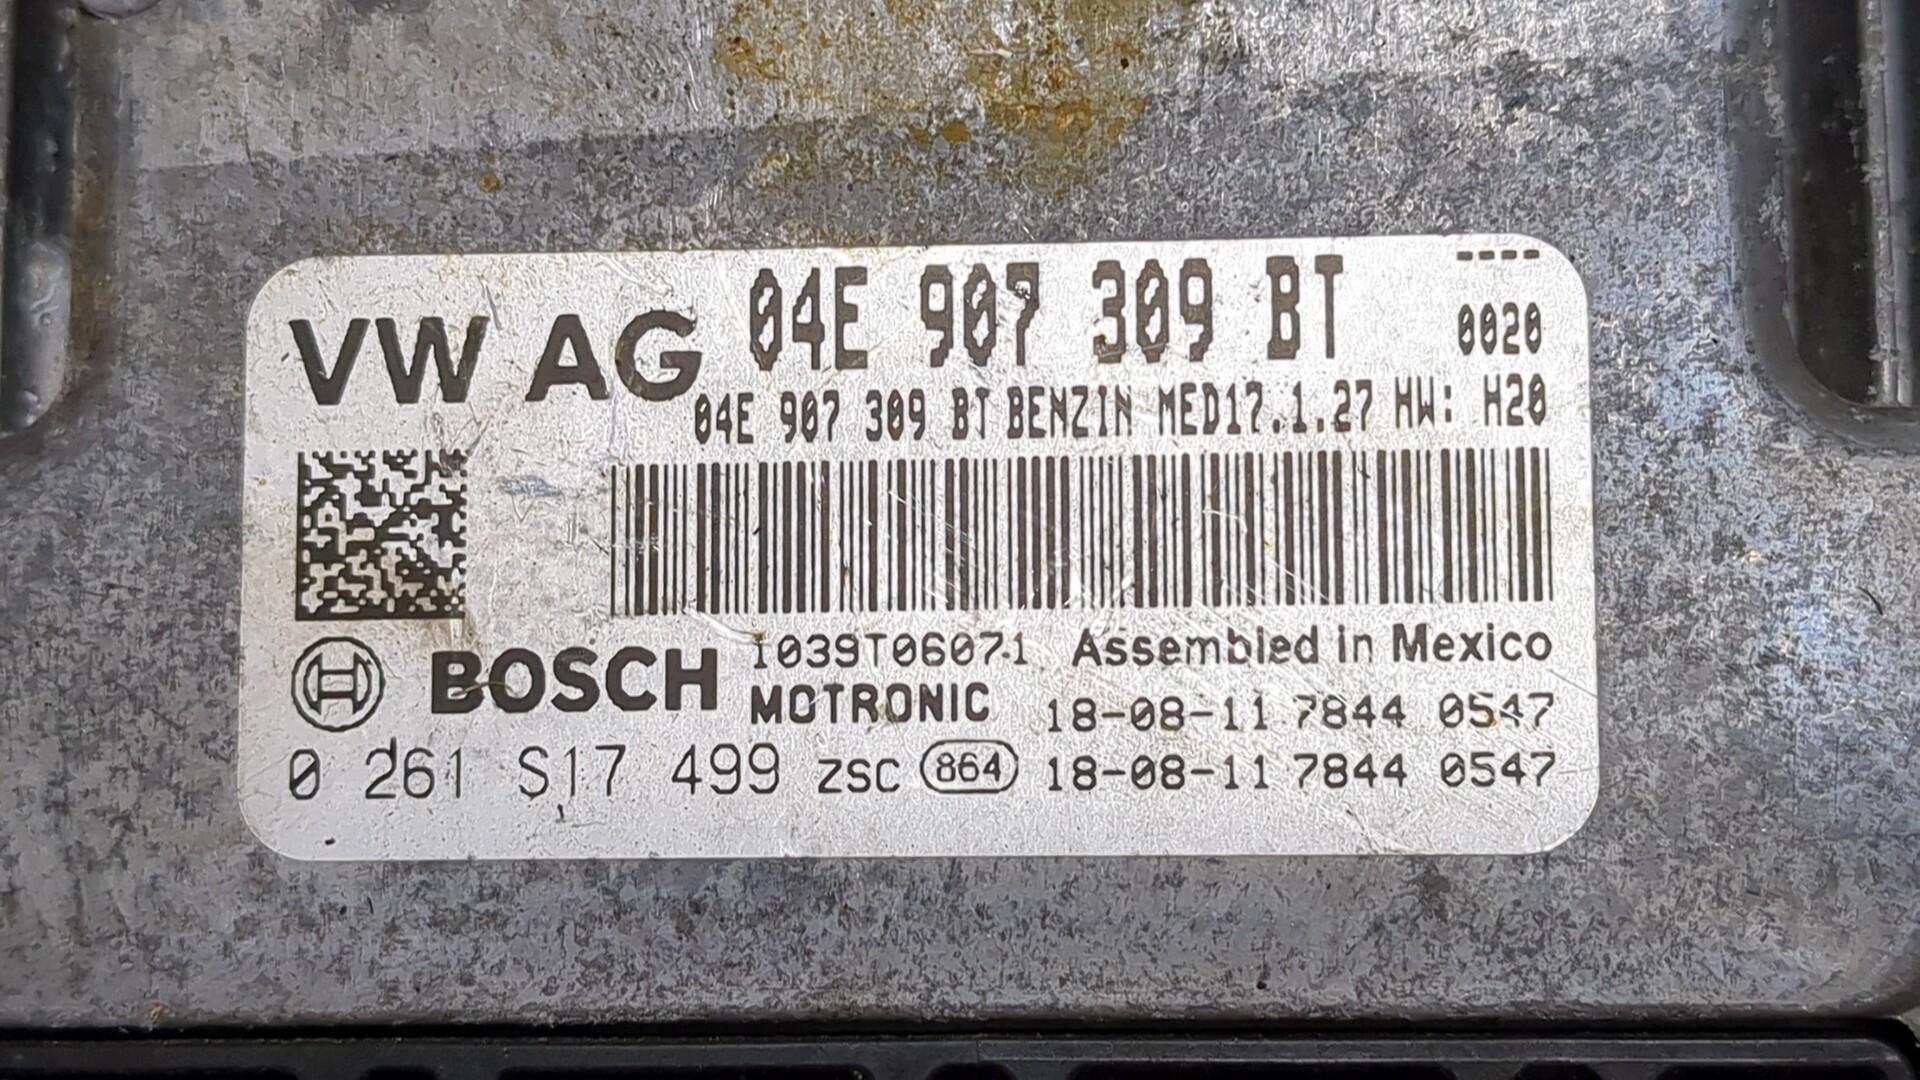 VW AG 04E 907 309 BT ----
0020
04E 907 309 BT BENZIN MED17.1.27 HW: H20
BOSCH 1039T06071 Assembled in Mexico
MOTRONIC 18-08-11 7844 0547
0 261 S17 499 ZSC 864 18-08-11 7844 0547